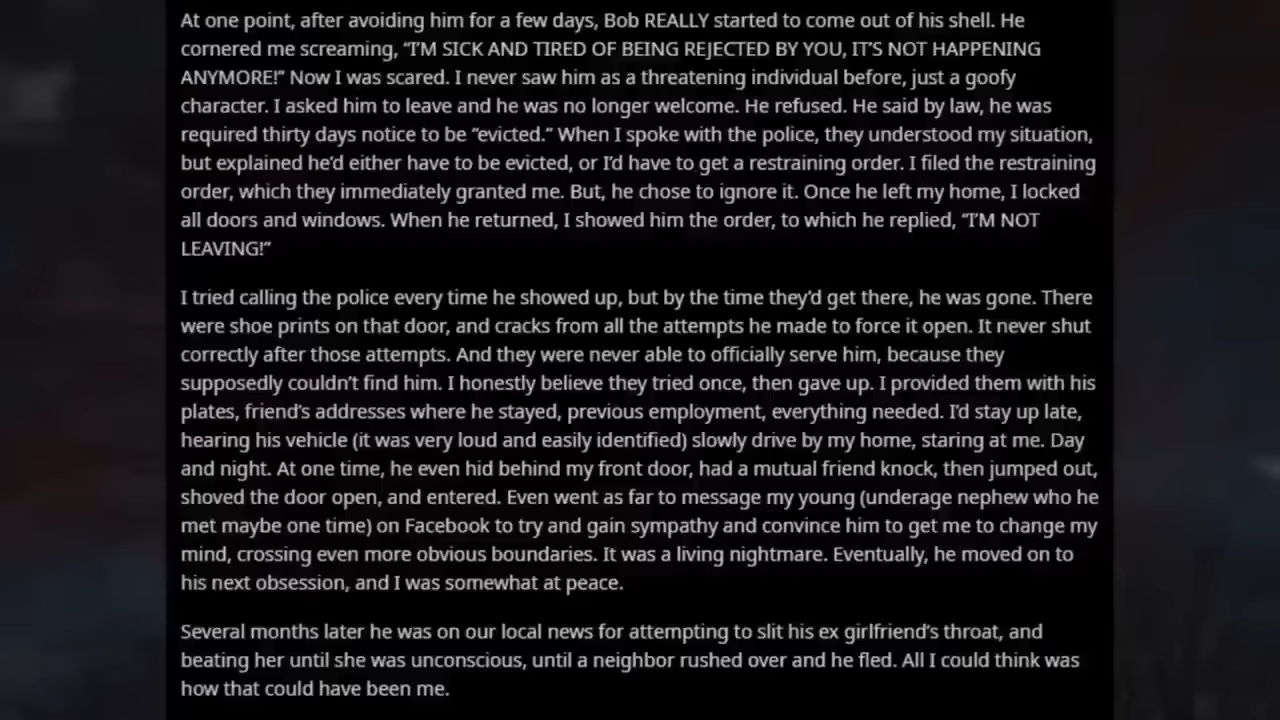 At one point, after avoiding him for a few days, Bob REALLY started to come out of his shell. He
cornered me screaming, “I’M SICK AND TIRED OF BEING REJECTED BY YOU, IT’S NOT HAPPENING
ANYMORE!” Now I was scared. I never saw him as a threatening individual before, just a goofy
character. I asked him to leave and he was no longer welcome. He refused. He said by law, he was
required thirty days notice to be “evicted.” When I spoke with the police, they understood my situation,
but explained he’d either have to be evicted, or I’d have to get a restraining order. I filed the restraining
order, which they immediately granted me. But, he chose to ignore it. Once he left my home, I locked
all doors and windows. When he returned, I showed him the order, to which he replied, “I’M NOT
LEAVING!”
I tried calling the police every time he showed up, but by the time they’d get there, he was gone. There
were shoe prints on that door, and cracks from all the attempts he made to force it open. It never shut
correctly after those attempts. And they were never able to officially serve him, because they
supposedly couldn’t find him. I honestly believe they tried once, then gave up. I provided them with his
plates, friend’s addresses where he stayed, previous employment, everything needed. I’d stay up late,
hearing his vehicle (it was very loud and easily identified) slowly drive by my home, staring at me. Day
and night. At one time, he even hid behind my front door, had a mutual friend knock, then jumped out,
shoved the door open, and entered. Even went as far to message my young (underage nephew who he
met maybe one time) on Facebook to try and gain sympathy and convince him to get me to change my
mind, crossing even more obvious boundaries. It was a living nightmare. Eventually, he moved on to
his next obsession, and I was somewhat at peace.
Several months later he was on our local news for attempting to slit his ex girlfriend’s throat, and
beating her until she was unconscious, until a neighbor rushed over and he fled. All I could think was
how that could have been me.